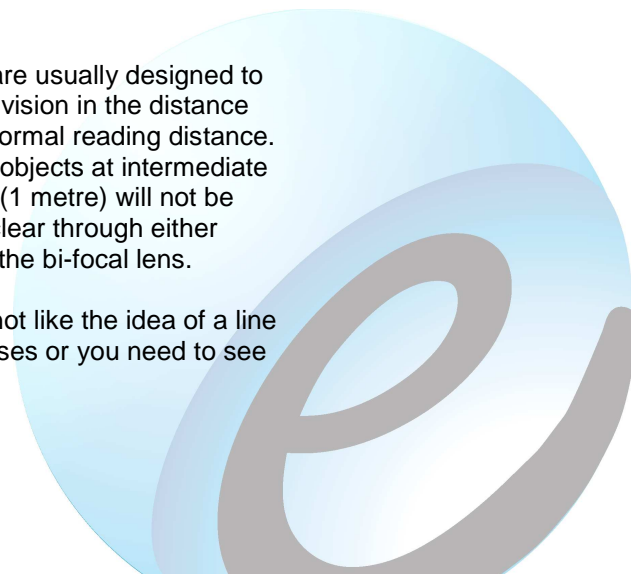 are usually designed to
vision in the distance
ormal reading distance.
objects at intermediate
(1 metre) will not be
clear through either
the bi-focal lens.
not like the idea of a line
ses or you need to see
e